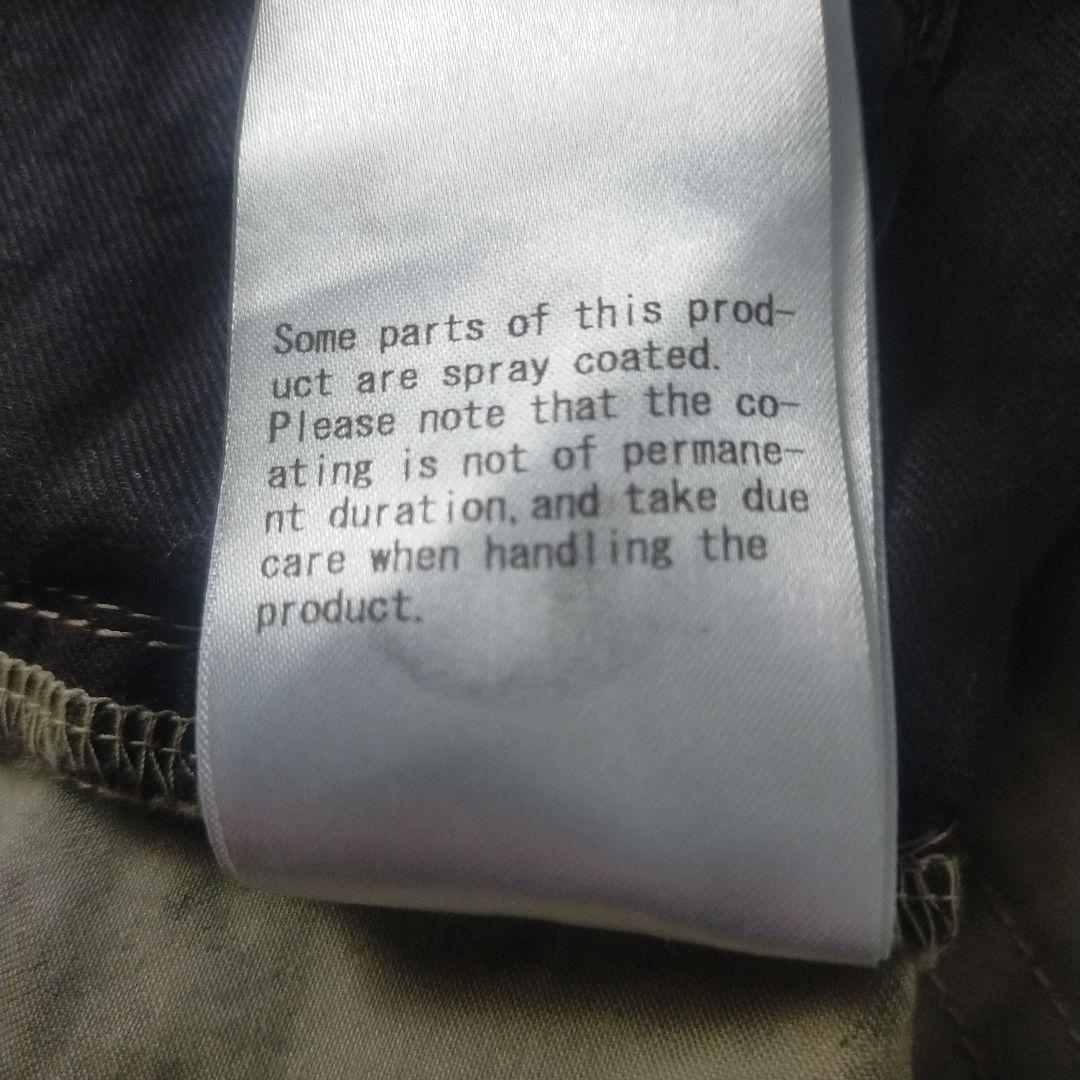 Some parts of this prod-
uct are spray coated.
Please note that the co-
ating is not of permane-
nt duration, and take due
care when handling the
product.